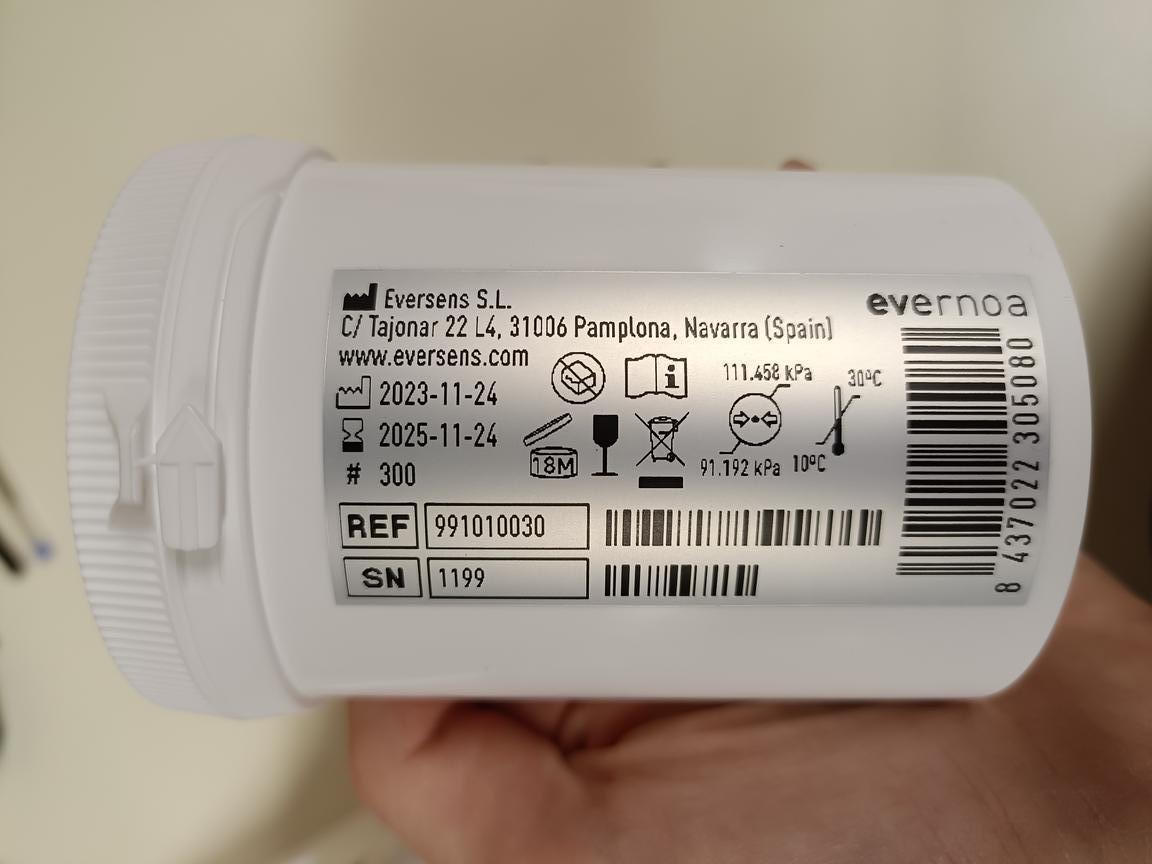 Eversens S.L.
C/ Tajonar 22 L4, 31006 Pamplona, Navarra (Spain)
www.eversens.com
2023-11-24
2025-11-24
# 300
18M
111.458 kPa
91.192 kPa
30ºC
10ºC
REF 991010030
SN 1199
evernoa
8 437022 305080